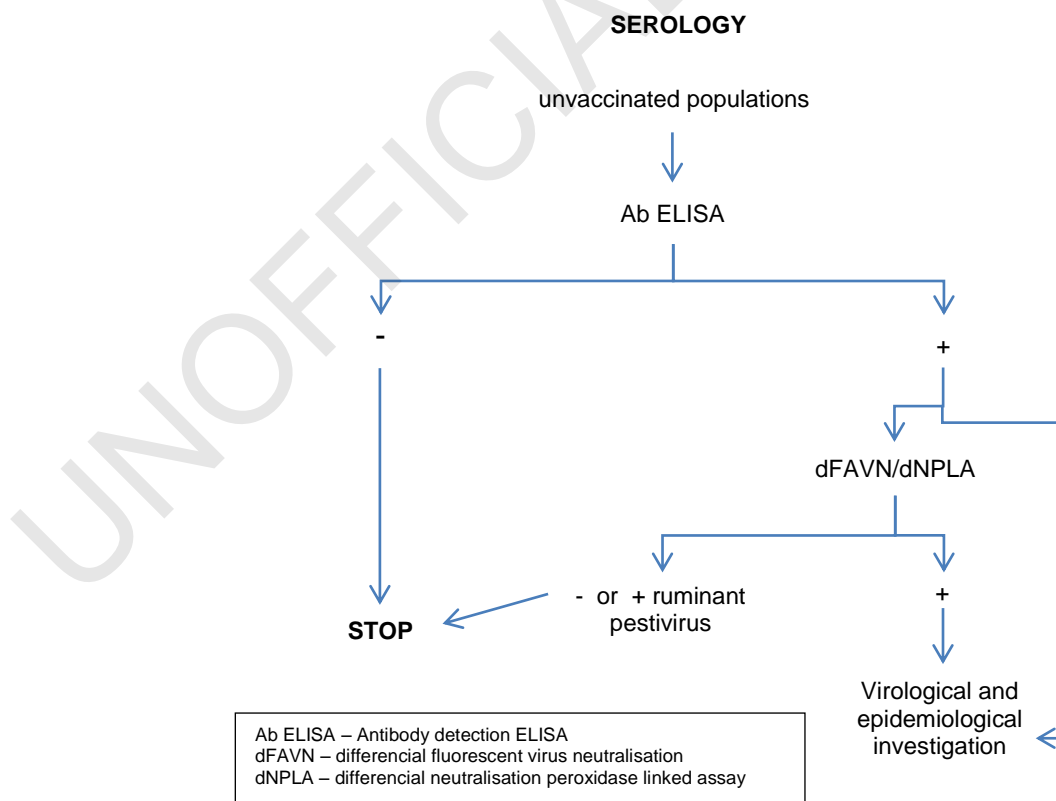 SEROLOGY
unvaccinated populations
Ab ELISA
-
+
dFAVN/dNPLA
- or + ruminant
pestivirus
+
STOP
Virological and
epidemiological
investigation
Ab ELISA – Antibody detection ELISA
dFAVN – differencial fluorescent virus neutralisation
dNPLA – differencial neutralisation peroxidase linked assay
UNOFFICIAL